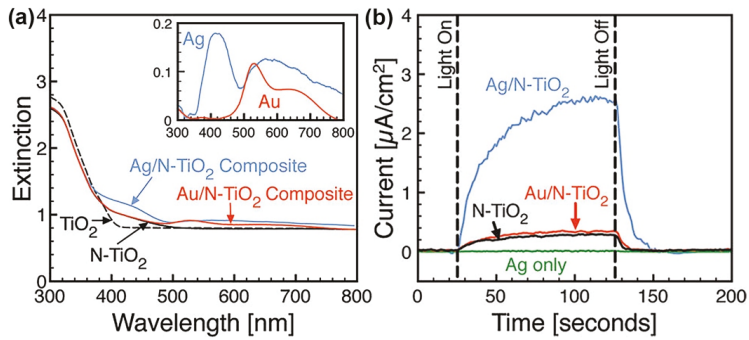 (a)
4
3
2
1
0
Extinction
300 400 500 600 700 800
Wavelength [nm]
0.2
0.1
0
300 400 500 600 700 800
Ag
Au
Ag/N-TiO₂ Composite
Au/N-TiO₂ Composite
TiO₂
N-TiO₂
(b)
4
3
2
1
0
Current [µA/cm²]
0 50 100 150 200
Time [seconds]
Light On
Light Off
Ag/N-TiO₂
Au/N-TiO₂
N-TiO₂
Ag only